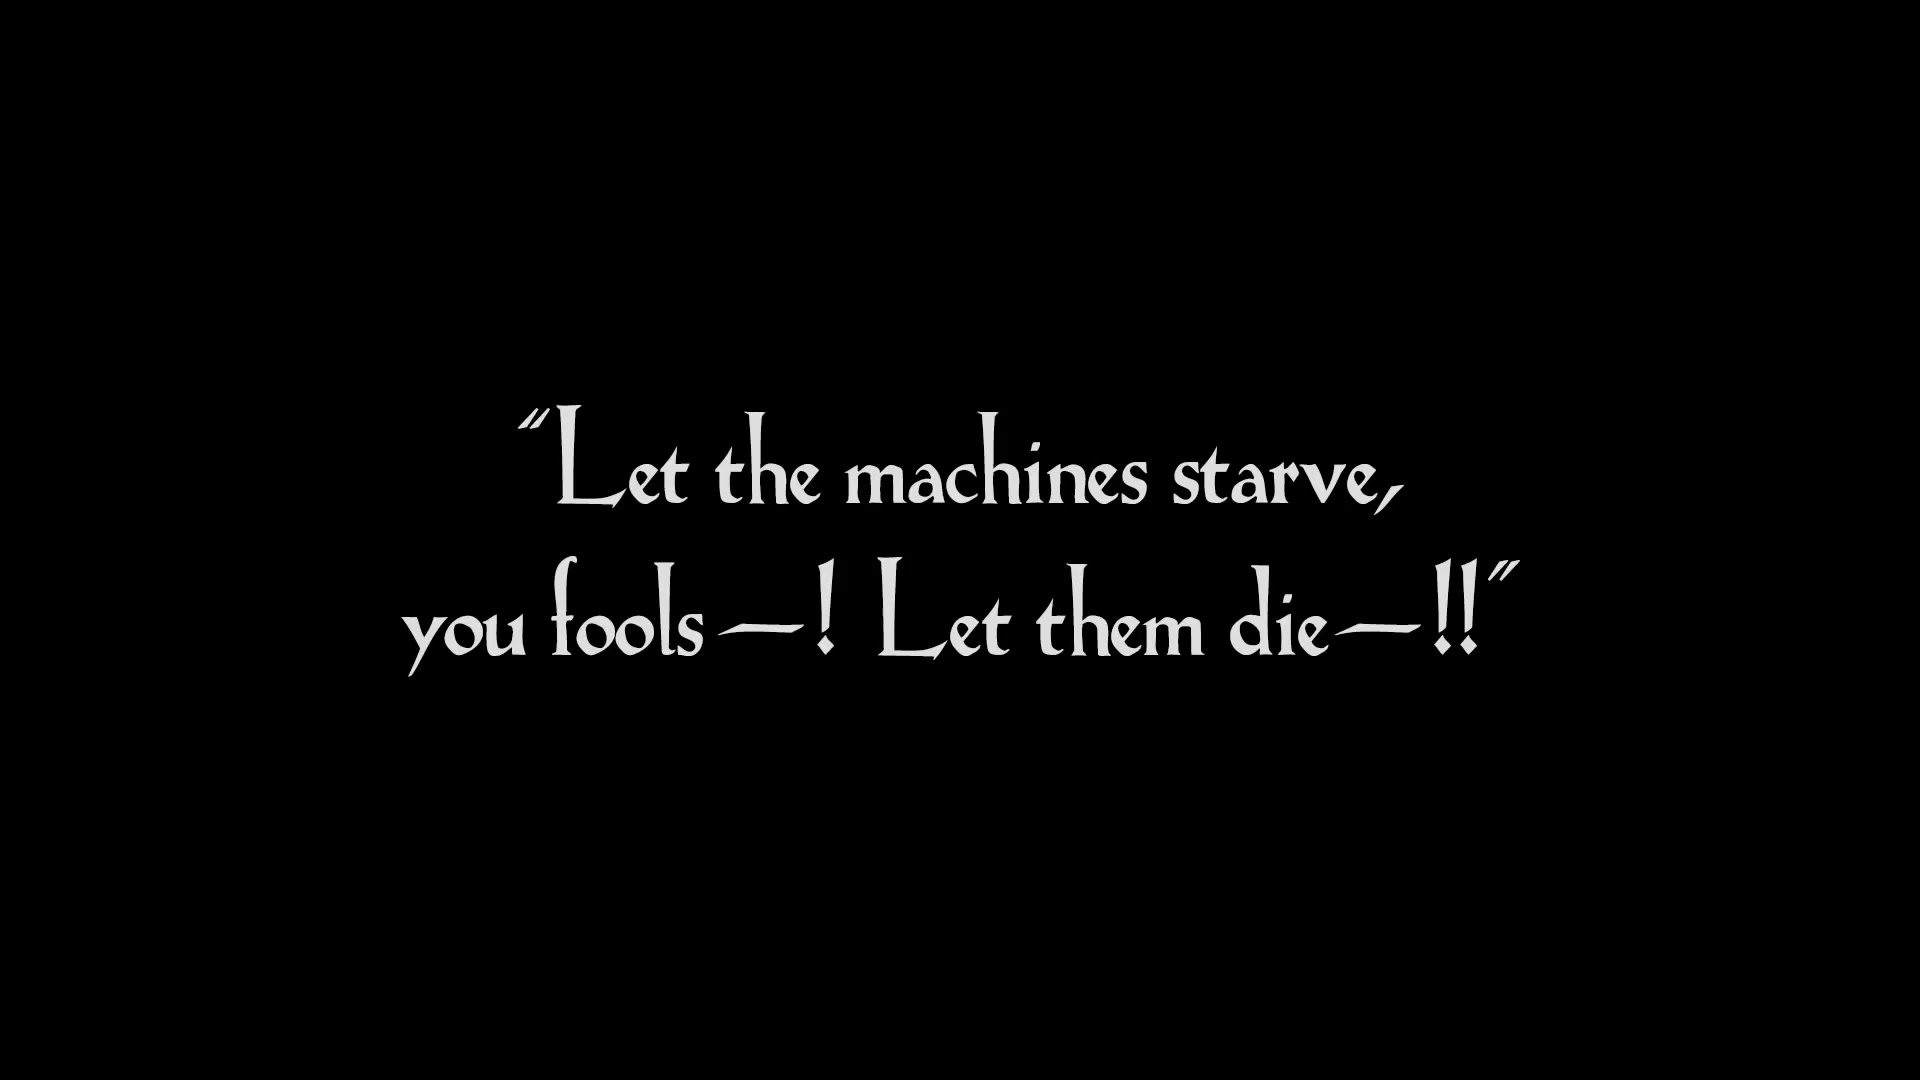 “Let the machines starve,
you fools—! Let them die—!!”